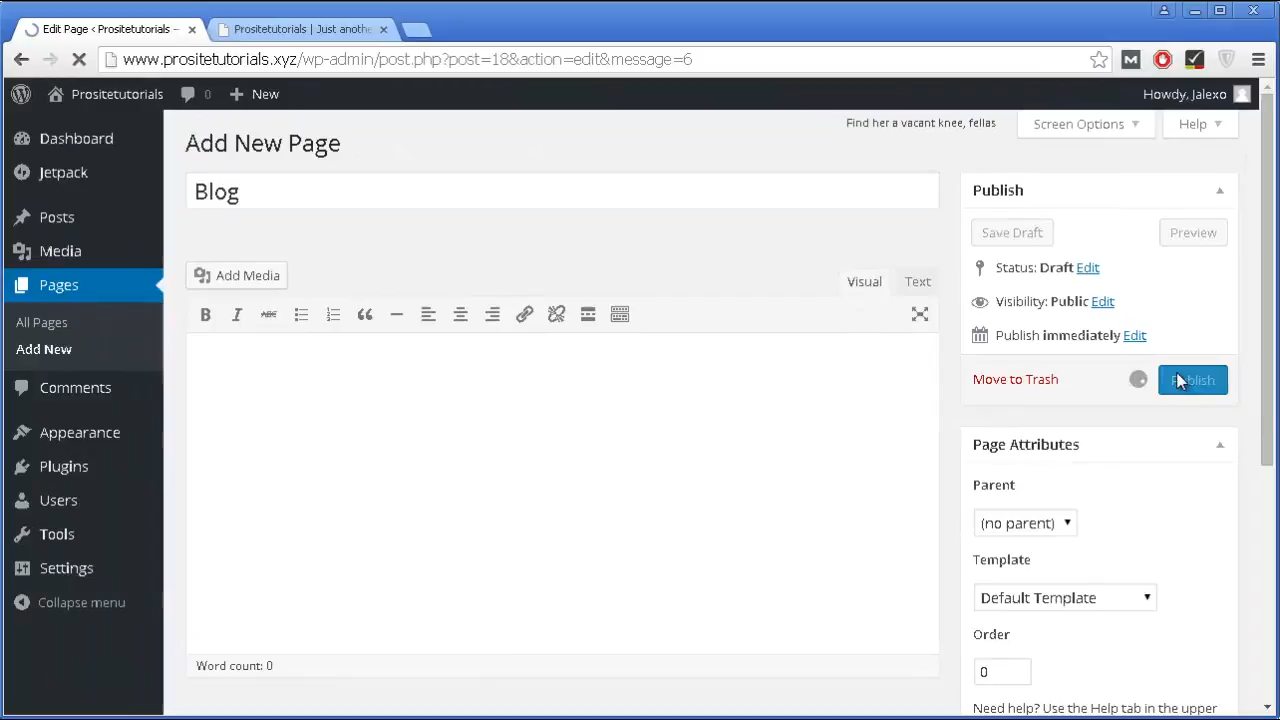 Edit Page < Prositetutorials —
Prositetutorials | Just anothe
www.prositetutorials.xyz/wp-admin/post.php?post=18&action=edit&message=6
Prositetutorials
0
New
Howdy, Jalexo
Dashboard
Jetpack
Posts
Media
Pages
All Pages
Add New
Comments
Appearance
Plugins
Users
Tools
Settings
Collapse menu
Find her a vacant knee, fellas
Screen Options
Help
Add New Page
Blog
Add Media
Visual
Text
B
I
ABC
Word count: 0
Publish
Save Draft
Preview
Status: Draft Edit
Visibility: Public Edit
Publish immediately Edit
Move to Trash
Publish
Page Attributes
Parent
(no parent)
Template
Default Template
Order
0
Need help? Use the Help tab in the upper